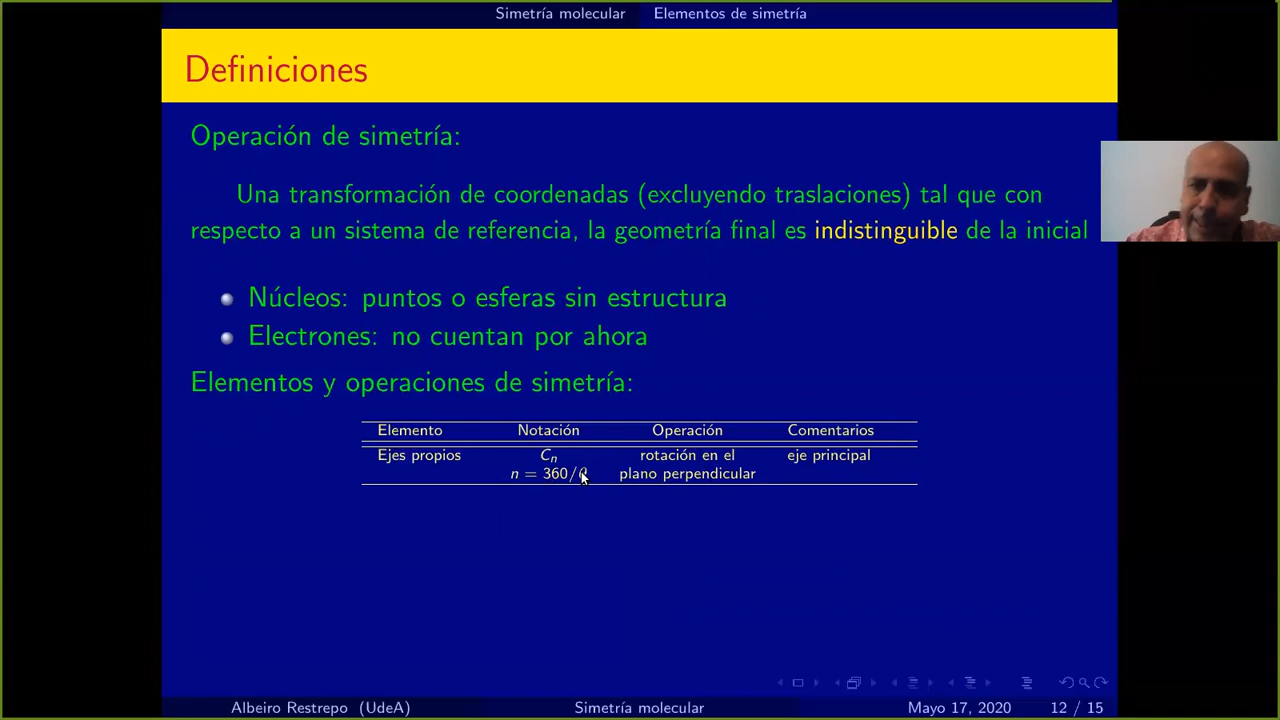 Simetría molecular Elementos de simetría
Definiciones
Operación de simetría:
Una transformación de coordenadas (excluyendo traslaciones) tal que con
respecto a un sistema de referencia, la geometría final es indistinguible de la inicial
Núcleos: puntos o esferas sin estructura
Electrones: no cuentan por ahora
Elementos y operaciones de simetría:
Elemento Notación Operación Comentarios
Ejes propios Cn rotación en el eje principal
n = 360/ plano perpendicular
Albeiro Restrepo (UdeA) Simetría molecular Mayo 17, 2020 12 / 15